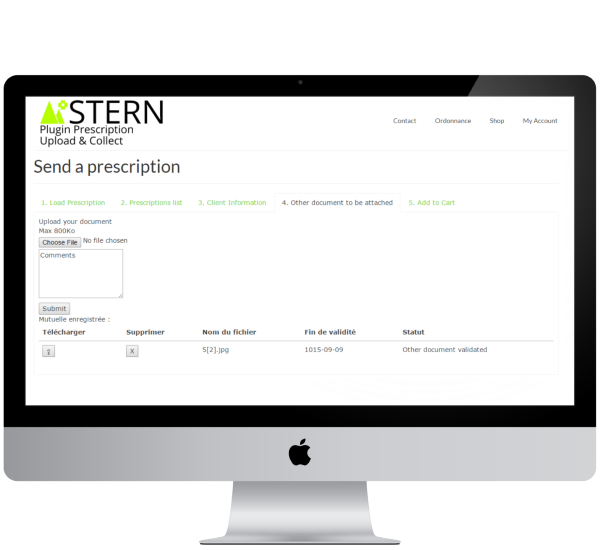 STERN
Plugin Prescription
Upload & Collect
Contact Ordonnance Shop My Account
Send a prescription
1. Load Prescription 2. Prescriptions list 3. Client Information 4. Other document to be attached 5. Add to Cart
Upload your document
Max 800Ko
Choose File No file chosen
Comments
Submit
Mutuelle enregistrée :
Télécharger Supprimer Nom du fichier Fin de validité Statut
X 5[2].jpg 1015-09-09 Other document validated